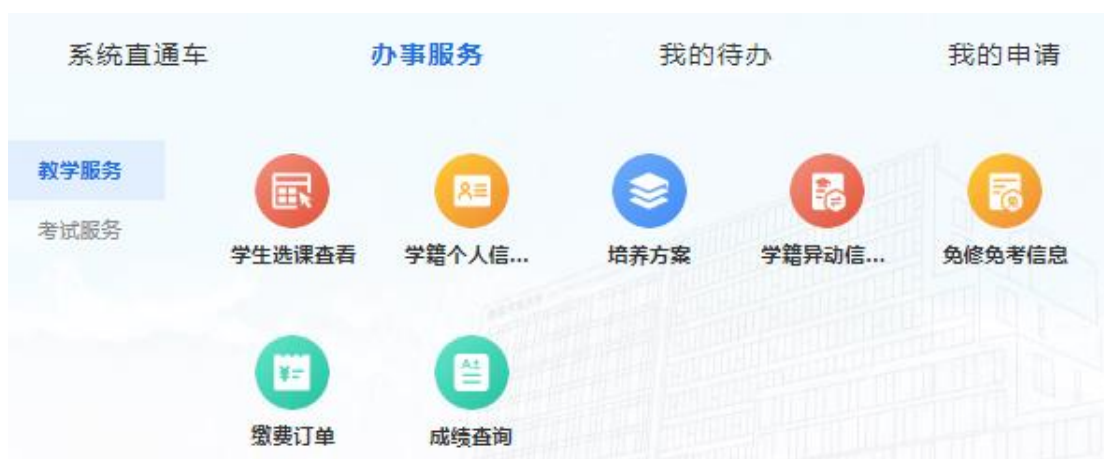 系统直通车 办事服务 我的待办 我的申请
教学服务
考试服务
学生选课查看 学籍个人信... 培养方案 学籍异动信... 免修免考信息
缴费订单 成绩查询